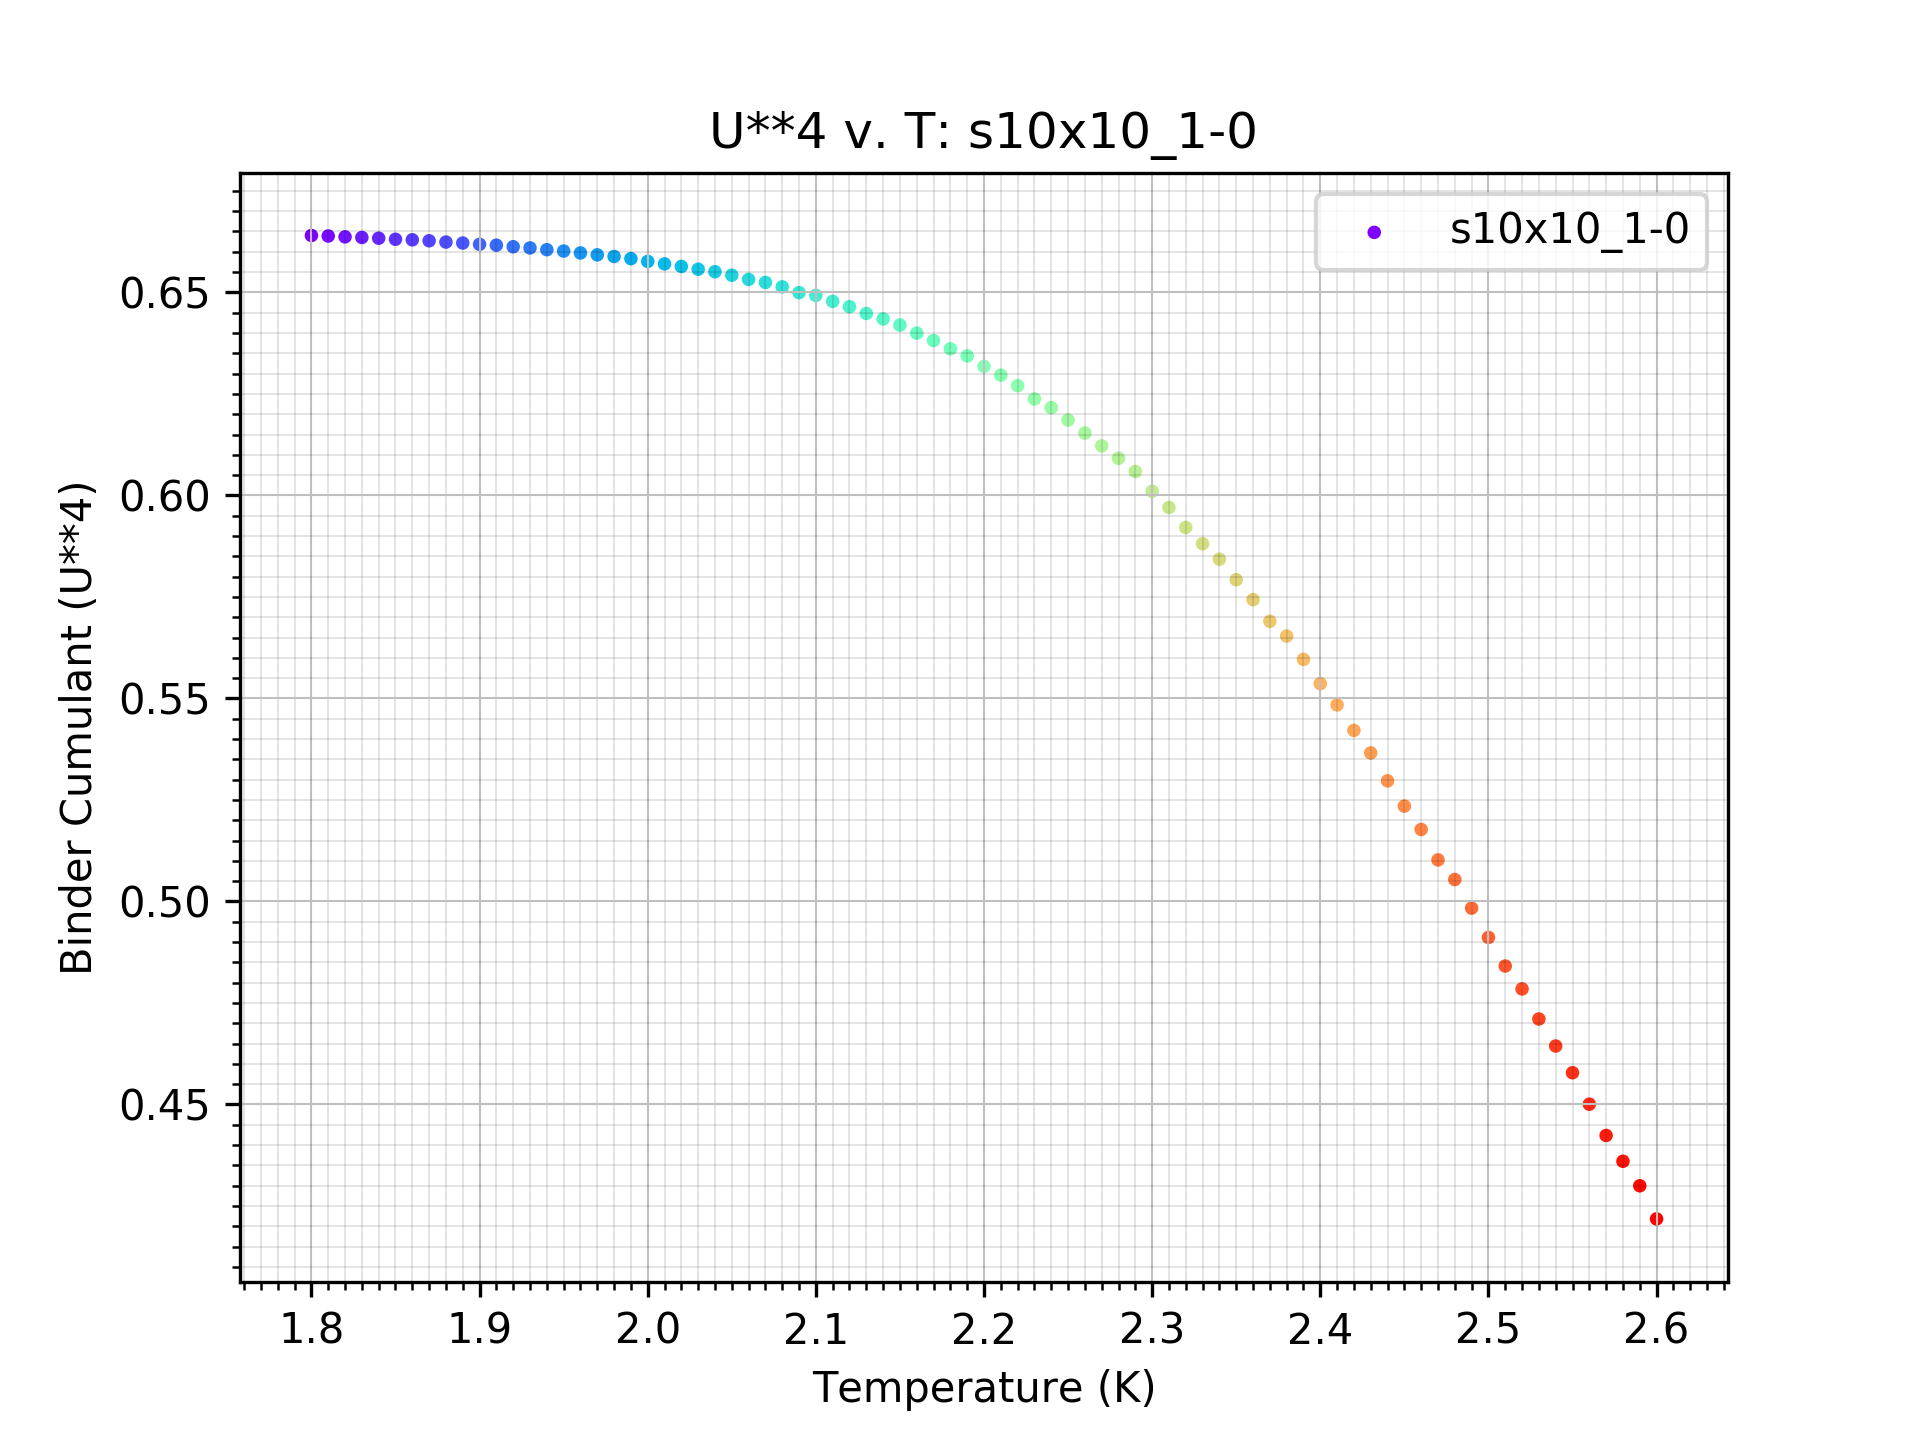 U**4 v. T: s10x10_1-0
s10x10_1-0
Binder Cumulant (U**4)
0.65
0.60
0.55
0.50
0.45
1.8 1.9 2.0 2.1 2.2 2.3 2.4 2.5 2.6
Temperature (K)